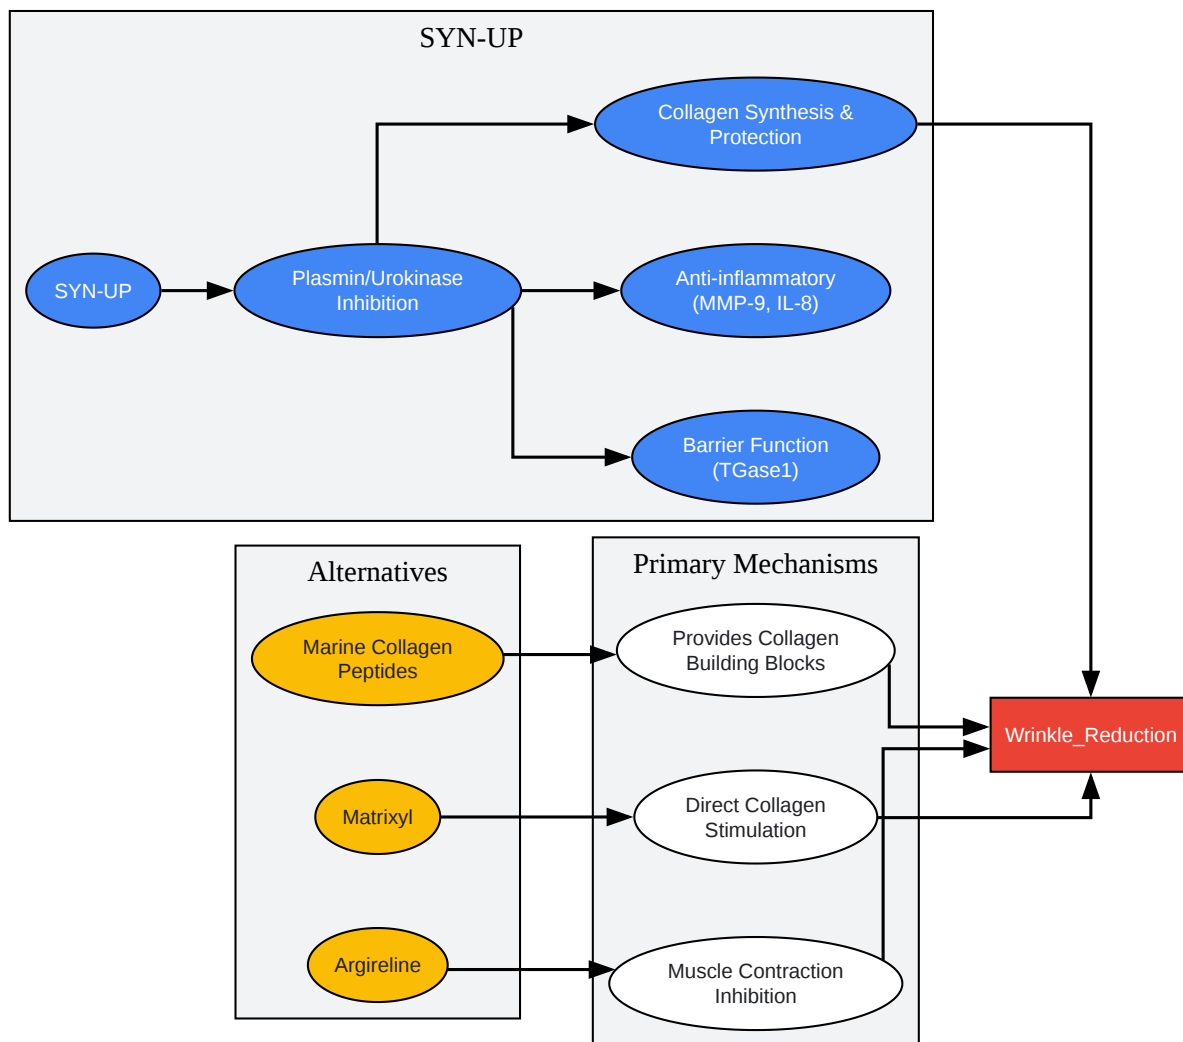 SYN-UP
Collagen Synthesis &
Protection
SYN-UP
Plasmin/Urokinase
Inhibition
Anti-inflammatory
(MMP-9, IL-8)
Barrier Function
(TGase1)
Alternatives
Primary Mechanisms
Marine Collagen
Peptides
Provides Collagen
Building Blocks
Wrinkle_Reduction
Matrixyl
Direct Collagen
Stimulation
Argireline
Muscle Contraction
Inhibition